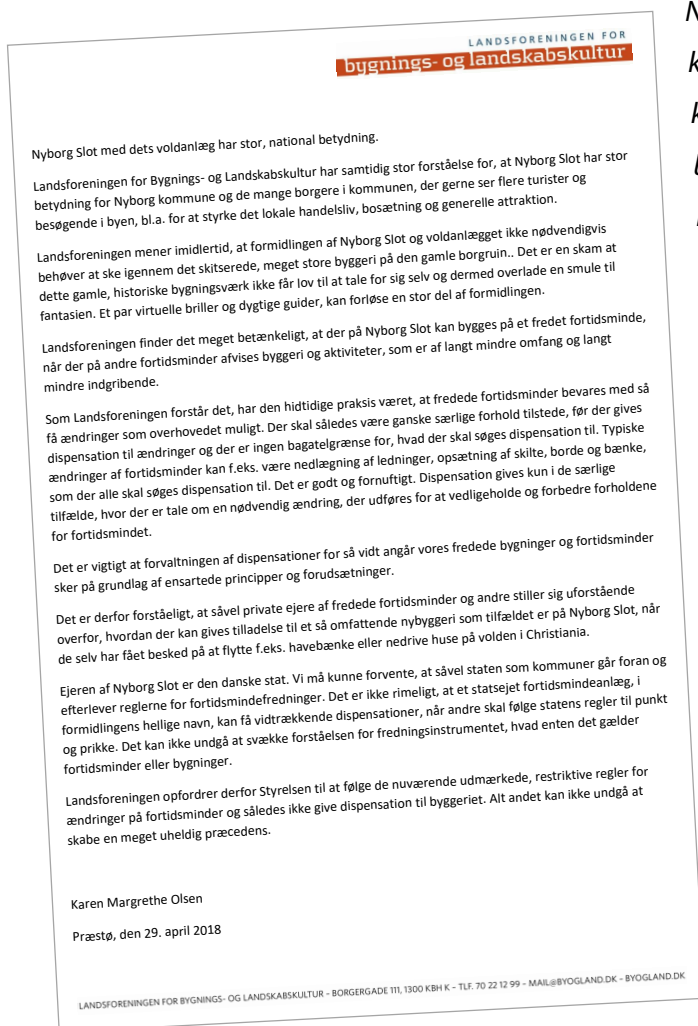 LANDSFORENINGEN FOR
bygnings- og landskabskultur
Nyborg Slot med dets voldanlæg har stor, national betydning.
Landsforeningen for Bygnings- og Landskabskultur har samtidig stor forståelse for, at Nyborg Slot har stor
betydning for Nyborg kommune og de mange borgere i kommunen, der gerne ser flere turister og
besøgende i byen, bl.a. for at styrke det lokale handelsliv, bosætning og generelle attraktion.
Landsforeningen mener imidlertid, at formidlingen af Nyborg Slot og voldanlægget ikke nødvendigvis
behøver at ske igennem det skitserede, meget store byggeri på den gamle borgruin.. Det er en skam at
dette gamle, historiske bygningsværk ikke får lov til at tale for sig selv og dermed overlade en smule til
fantasien. Et par virtuelle briller og dygtige guider, kan forløse en stor del af formidlingen.
Landsforeningen finder det meget betænkeligt, at der på Nyborg Slot kan bygges på et fredet fortidsminde,
når der på andre fortidsminder afvises byggeri og aktiviteter, som er af langt mindre omfang og langt
mindre indgribende.
Som Landsforeningen forstår det, har den hidtidige praksis været, at fredede fortidsminder bevares med så
få ændringer som overhovedet muligt. Der skal således være ganske særlige forhold tilstede, før der gives
dispensation til ændringer og der er ingen bagatelgrænse for, hvad der skal søges dispensation til. Typiske
ændringer af fortidsminder kan f.eks. være nedlægning af ledninger, opsætning af skilte, borde og bænke,
som der alle skal søges dispensation til. Det er godt og fornuftigt. Dispensation gives kun i de særlige
tilfælde, hvor der er tale om en nødvendig ændring, der udføres for at vedligeholde og forbedre forholdene
for fortidsmindet.
Det er vigtigt at forvaltningen af dispensationer for så vidt angår vores fredede bygninger og fortidsminder
sker på grundlag af ensartede principper og forudsætninger.
Det er derfor forståeligt, at såvel private ejere af fredede fortidsminder og andre stiller sig uforstående
overfor, hvordan der kan gives tilladelse til et så omfattende nybyggeri som tilfældet er på Nyborg Slot, når
de selv har fået besked på at flytte f.eks. havebænke eller nedrive huse på volden i Christiania.
Ejeren af Nyborg Slot er den danske stat. Vi må kunne forvente, at såvel staten som kommuner går foran og
efterlever reglerne for fortidsmindefredninger. Det er ikke rimeligt, at et statsejet fortidsmindeanlæg, i
formidlingens hellige navn, kan få vidtrækkende dispensationer, når andre skal følge statens regler til punkt
og prikke. Det kan ikke undgå at svække forståelsen for fredningsinstrumentet, hvad enten det gælder
fortidsminder eller bygninger.
Landsforeningen opfordrer derfor Styrelsen til at følge de nuværende udmærkede, restriktive regler for
ændringer på fortidsminder og således ikke give dispensation til byggeriet. Alt andet kan ikke undgå at
skabe en meget uheldig præcedens.
Karen Margrethe Olsen
Præstø, den 29. april 2018
LANDSFORENINGEN FOR BYGNINGS- OG LANDSKABSKULTUR – BORGERGADE 111, 1300 KBH K – TLF. 70 22 12 99 – MAIL@BYOGLAND.DK – BYOGLAND.DK